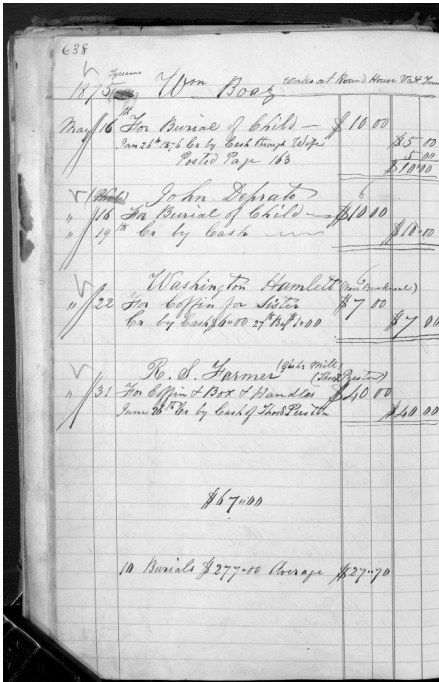 638
1875 Wm Boaz works at Round House Va & Tenn
May 16th For Burial of Child — $10 00
Jan 26th 1876 Cr by Cash through Wife $5 00
Posted Page 163 5 00
$10.00
John Deprato
" 16 For Burial of Child — $10 00
" 19th Cr by Cash $10.00
Washington Hamlett
" 22 For Coffin for Sister $7 00
Cr by Cash $6.00 27th Bal 1.00 $7 00
R. S. Farmer
" 31 For Coffin & Box & Handles $40 00
June 26th Cr by Cash of Thos $40 00
$67.00
10 Burials $277.00 Average $27.70